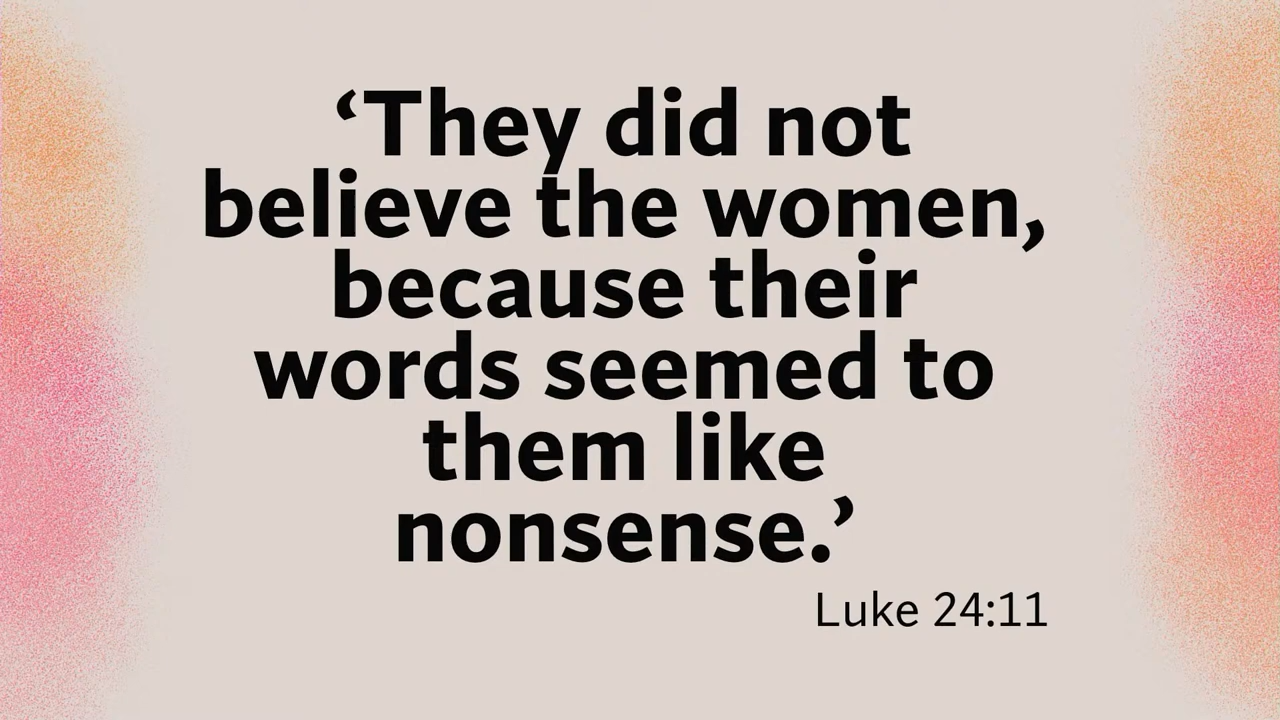 ‘They did not
believe the women,
because their
words seemed to
them like
nonsense.’
Luke 24:11